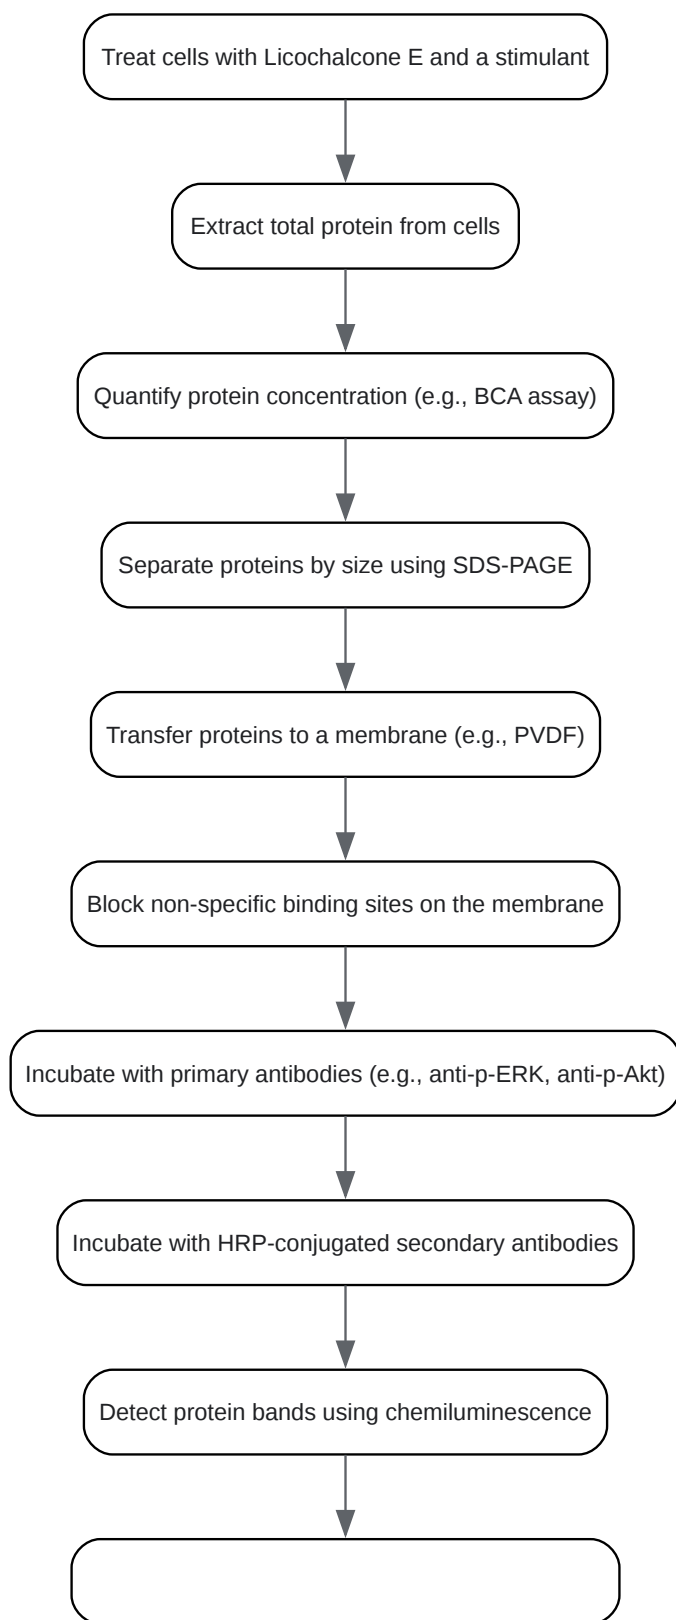 Treat cells with Licochalcone E and a stimulant
Extract total protein from cells
Quantify protein concentration (e.g., BCA assay)
Separate proteins by size using SDS-PAGE
Transfer proteins to a membrane (e.g., PVDF)
Block non-specific binding sites on the membrane
Incubate with primary antibodies (e.g., anti-p-ERK, anti-p-Akt)
Incubate with HRP-conjugated secondary antibodies
Detect protein bands using chemiluminescence